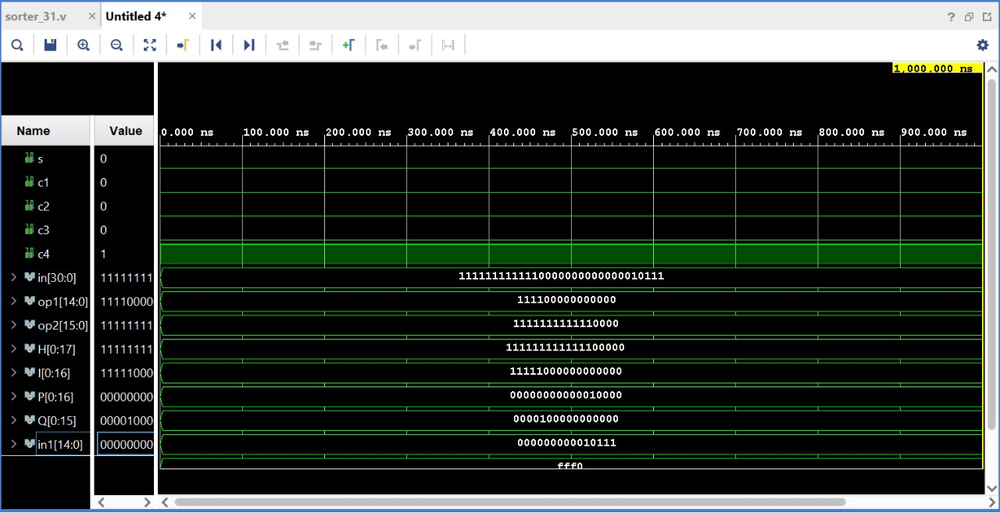 sorter_31.v × Untitled 4* ×
?
1,000.000 ns
Name Value 0.000 ns 100.000 ns 200.000 ns 300.000 ns 400.000 ns 500.000 ns 600.000 ns 700.000 ns 800.000 ns 900.000 ns
s 0
c1 0
c2 0
c3 0
c4 1
in[30:0] 11111111 1111111111110000000000000010111
op1[14:0] 11110000 111100000000000
op2[15:0] 11111111 1111111111110000
H[0:17] 11111111 111111111111100000
I[0:16] 11111000 11111000000000000
P[0:16] 00000000 00000000000010000
Q[0:15] 00001000 0000100000000000
in1[14:0] 00000000 000000000010111
fff0